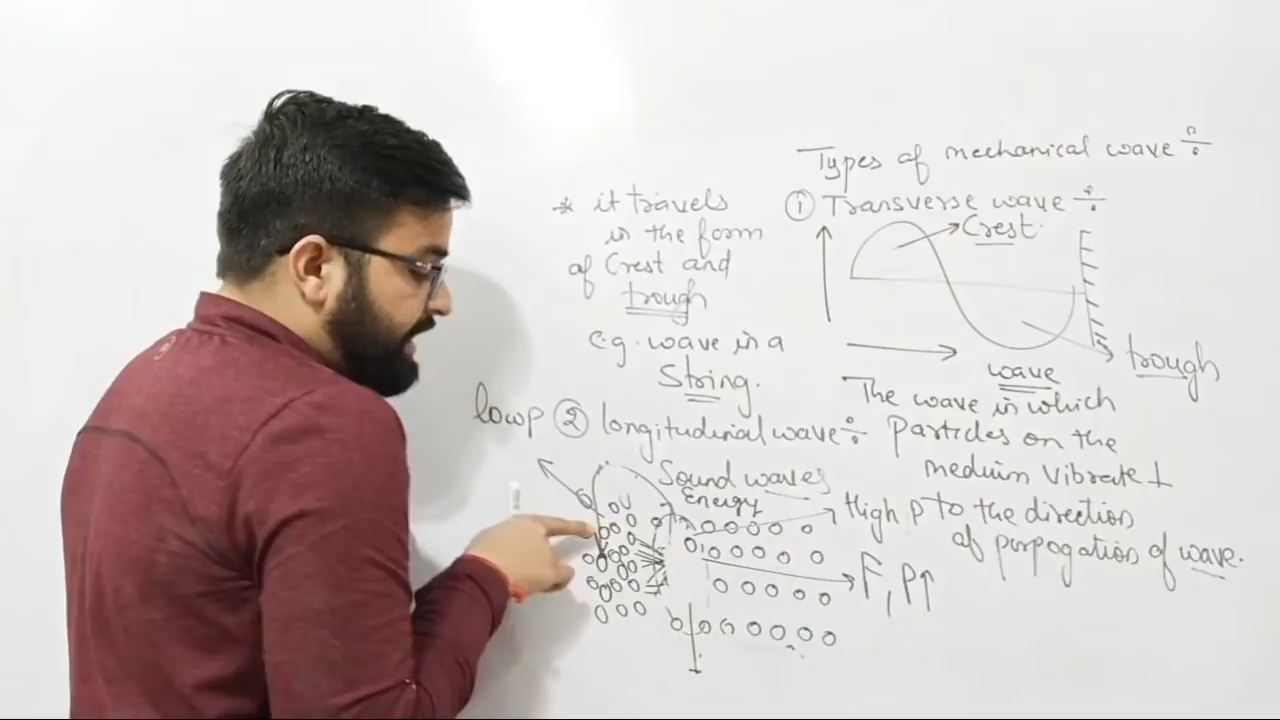 Types of mechanical wave ÷
① Transverse wave ÷
Crest.
trough
wave
* it travels
in the form
of Crest and
trough
e.g. wave in a
String.
The wave in which
Particles on the
medium Vibrate ⊥
to the direction
of propogation of wave.
low p ② longitudinal wave ÷
Sound waves
Energy
High p
F, P↑